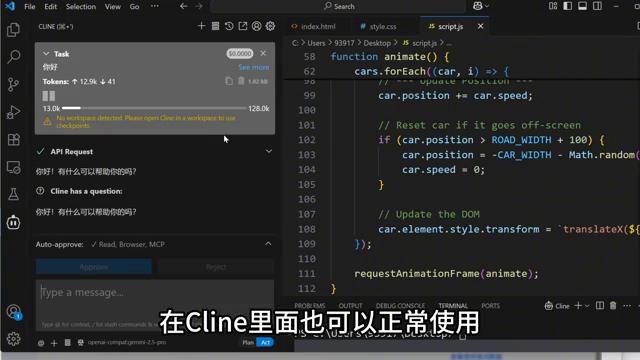 File
Edit
Selection
View
Go
Search
CLINE (⌘+')
Task
$0.0000
你好
See more
Tokens: ↑ 12.9k ↓ 41
1.82 kB
13.0k
128.0k
No workspace detected. Please open Cline in a workspace to use
checkpoints.
API Request
你好！有什么可以帮助你的吗?
Cline has a question:
你好！有什么可以帮助你的吗?
Auto-approve: ✓ Read, Browser, MCP
Approve
Reject
Type a message...
openai-compat:gemini-2.5-pro
Plan
Act
index.html
style.css
JS script.js
C: > Users > 93917 > Desktop > JS script.js > ...
58 function animate() {
62 cars.forEach((car, i) => {
98 // --- Update Position ---
99 car.position += car.speed;
100
101 // Reset car if it goes off-screen
102 if (car.position > ROAD_WIDTH + 100) {
103 car.position = -CAR_WIDTH - Math.random(
104 car.speed = 0;
105 }
106
107 // Update the DOM
108 car.element.style.transform = `translateX(${
109 });
110
111 requestAnimationFrame(animate);
112 }
PROBLEMS
OUTPUT
DEBUG CONSOLE
TERMINAL
PORTS
Cline
在Cline里面也可以正常使用